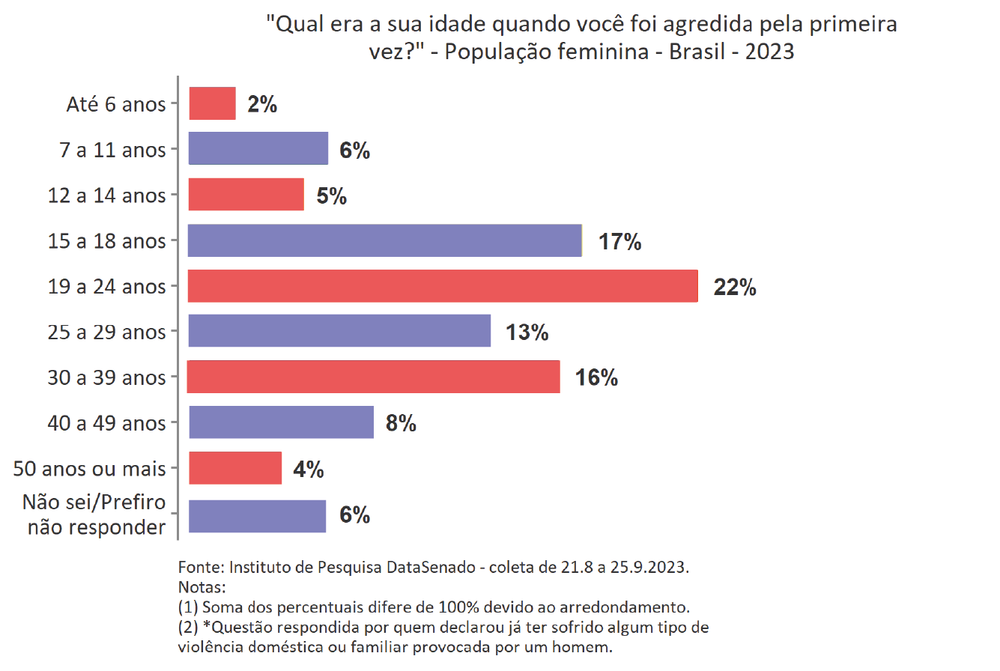 "Qual era a sua idade quando você foi agredida pela primeira
vez?" - População feminina - Brasil - 2023
Até 6 anos 2%
7 a 11 anos 6%
12 a 14 anos 5%
15 a 18 anos 17%
19 a 24 anos 22%
25 a 29 anos 13%
30 a 39 anos 16%
40 a 49 anos 8%
50 anos ou mais 4%
Não sei/Prefiro
não responder 6%
Fonte: Instituto de Pesquisa DataSenado - coleta de 21.8 a 25.9.2023.
Notas:
(1) Soma dos percentuais difere de 100% devido ao arredondamento.
(2) *Questão respondida por quem declarou já ter sofrido algum tipo de
violência doméstica ou familiar provocada por um homem.